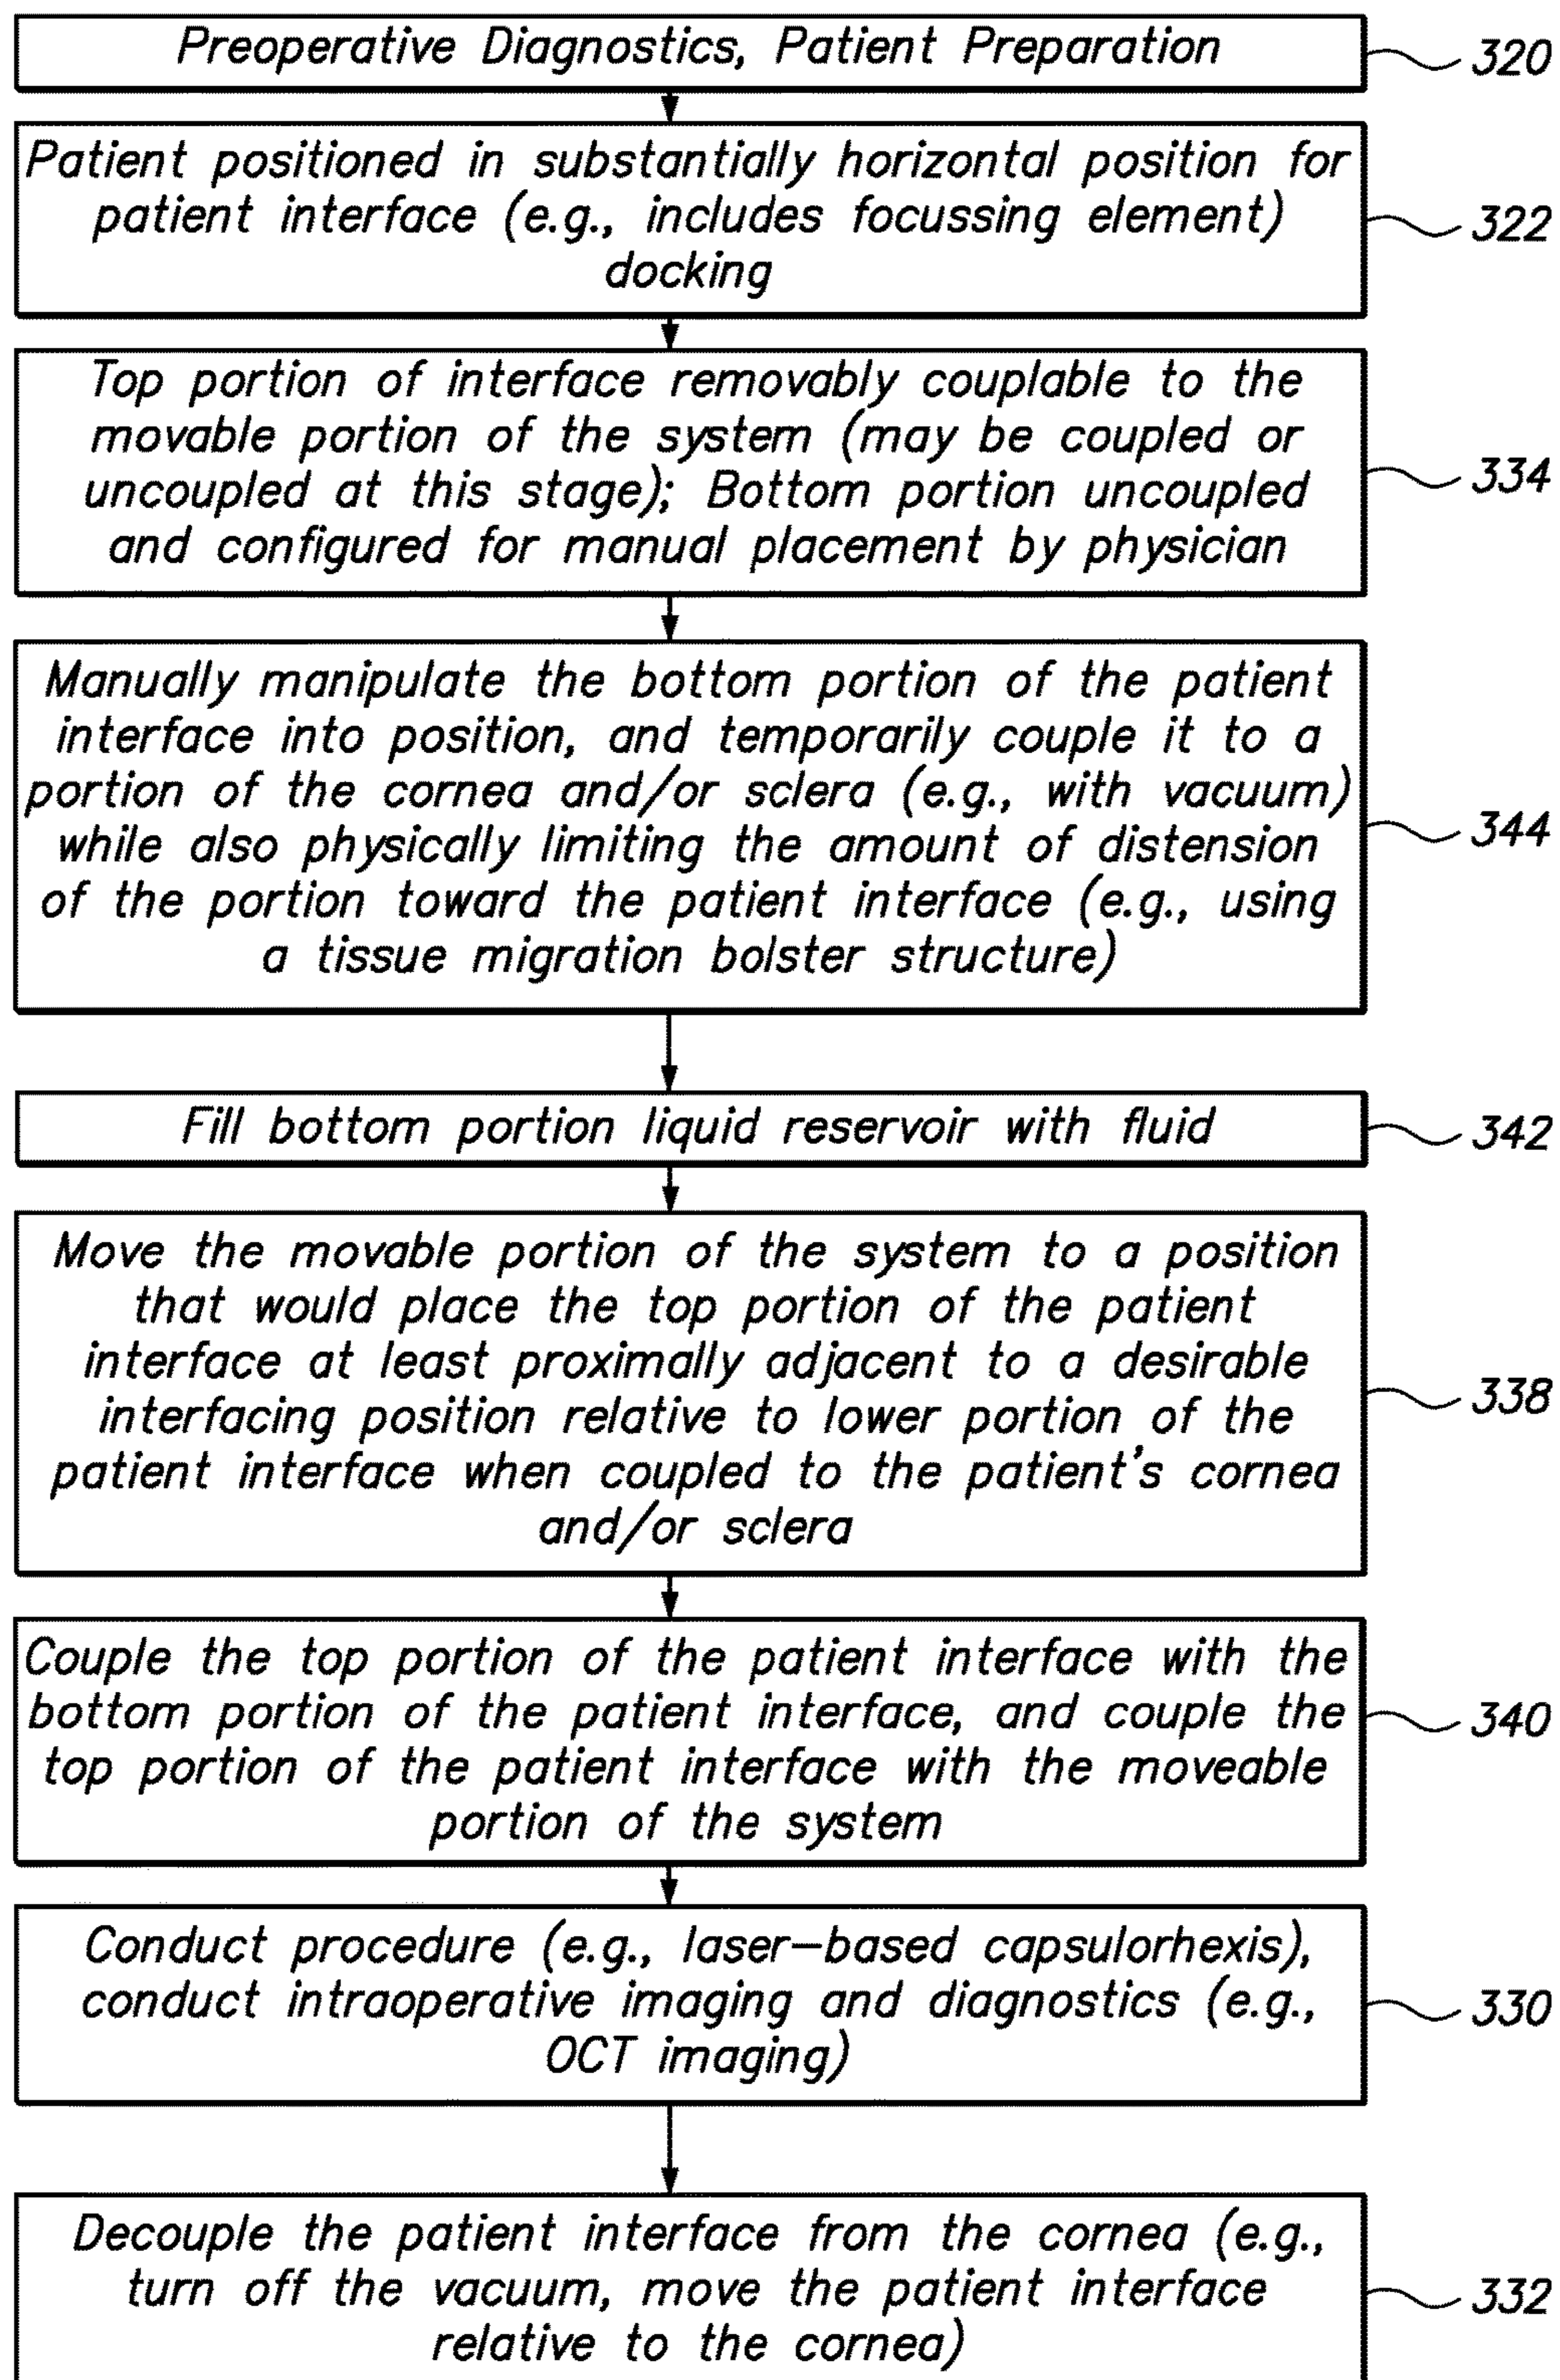 Preoperative Diagnostics, Patient Preparation
320
Patient positioned in substantially horizontal position for
patient interface (e.g., includes focussing element)
docking
322
Top portion of interface removably couplable to the
movable portion of the system (may be coupled or
uncoupled at this stage); Bottom portion uncoupled
and configured for manual placement by physician
334
Manually manipulate the bottom portion of the patient
interface into position, and temporarily couple it to a
portion of the cornea and/or sclera (e.g., with vacuum)
while also physically limiting the amount of distension
of the portion toward the patient interface (e.g., using
a tissue migration bolster structure)
344
Fill bottom portion liquid reservoir with fluid
342
Move the movable portion of the system to a position
that would place the top portion of the patient
interface at least proximally adjacent to a desirable
interfacing position relative to lower portion of the
patient interface when coupled to the patient's cornea
and/or sclera
338
Couple the top portion of the patient interface with the
bottom portion of the patient interface, and couple the
top portion of the patient interface with the moveable
portion of the system
340
Conduct procedure (e.g., laser-based capsulorhexis),
conduct intraoperative imaging and diagnostics (e.g.,
OCT imaging)
330
Decouple the patient interface from the cornea (e.g.,
turn off the vacuum, move the patient interface
relative to the cornea)
332